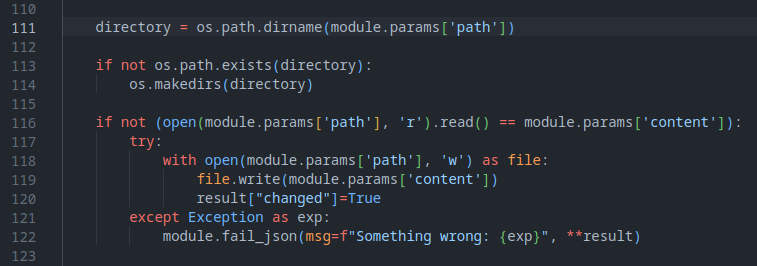 110
111 directory = os.path.dirname(module.params['path'])
112
113 if not os.path.exists(directory):
114     os.makedirs(directory)
115
116 if not (open(module.params['path'], 'r').read() == module.params['content']):
117     try:
118         with open(module.params['path'], 'w') as file:
119             file.write(module.params['content'])
120             result["changed"]=True
121     except Exception as exp:
122         module.fail_json(msg=f"Something wrong: {exp}", **result)
123